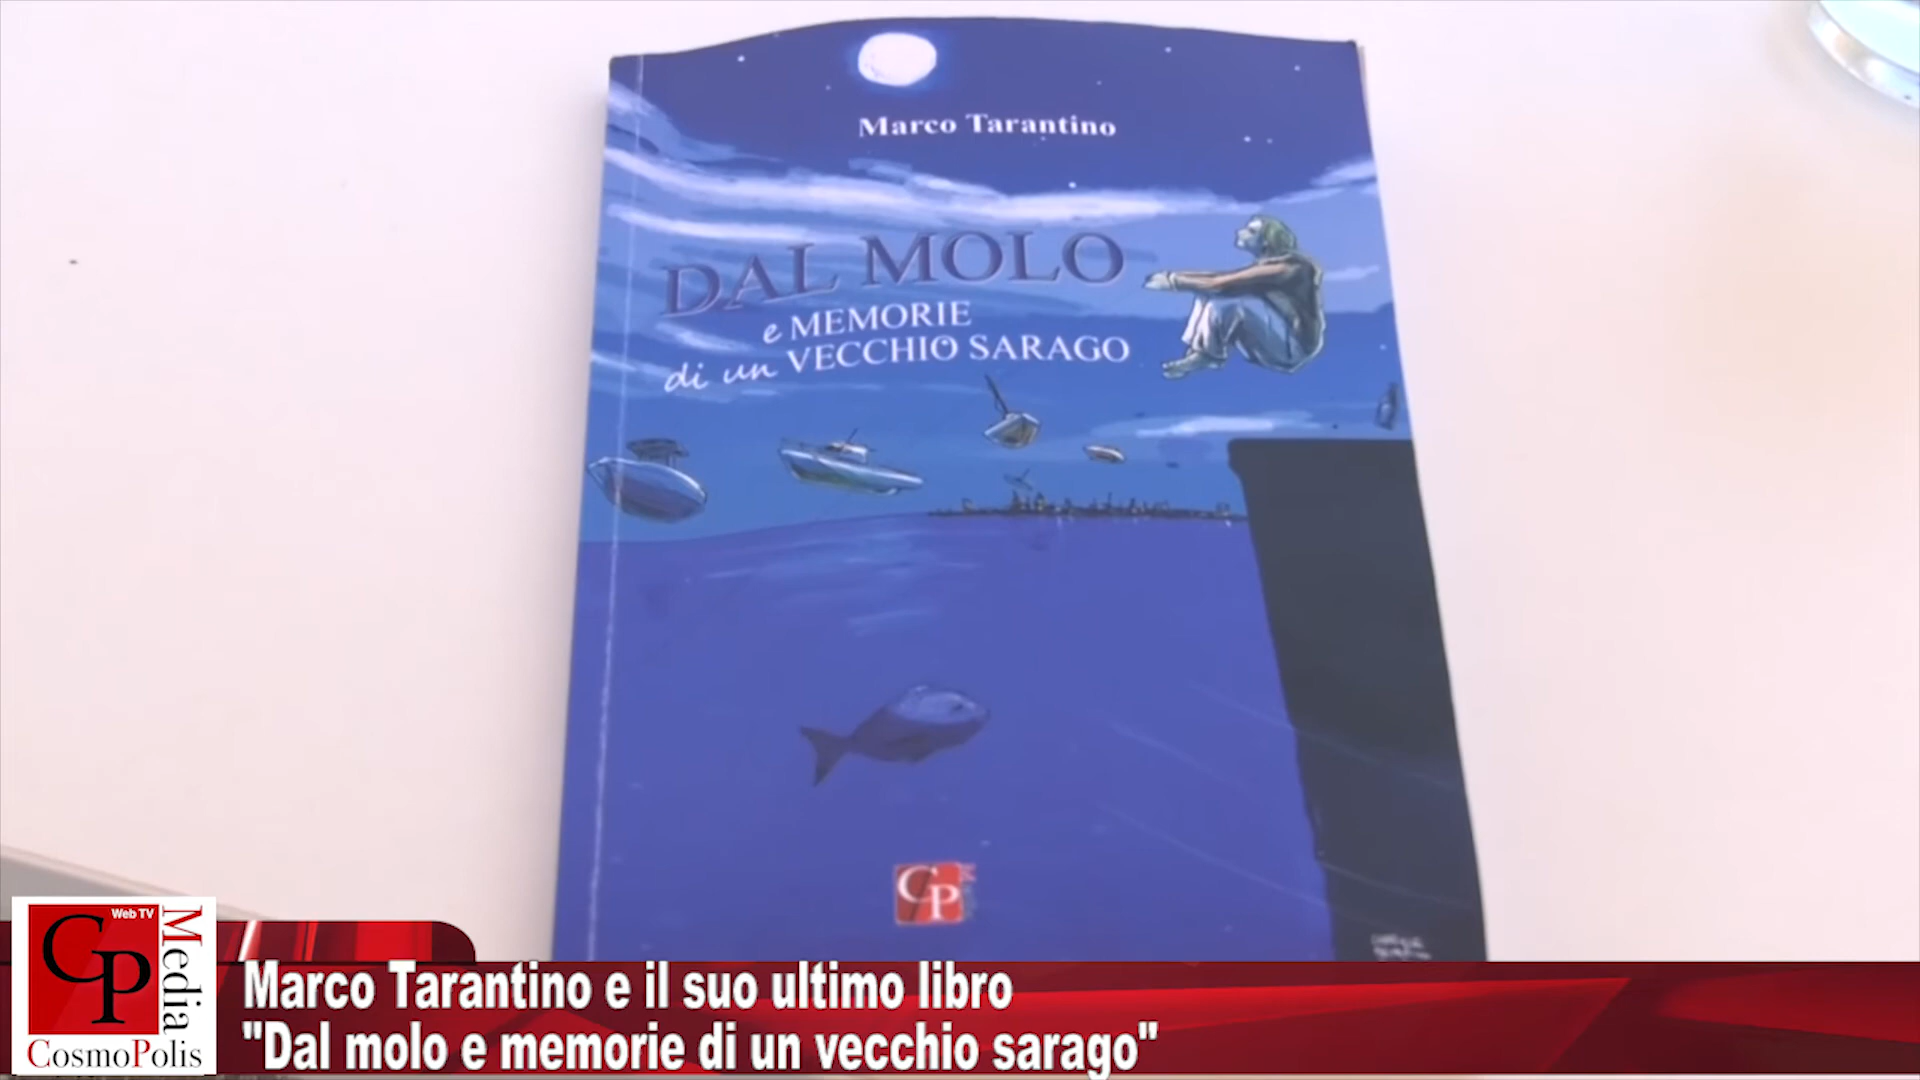 Marco Tarantino
DAL MOLO
e MEMORIE
di un VECCHIO SARAGO
CP
Web TV
CP
Media
CosmoPolis
Marco Tarantino e il suo ultimo libro
"Dal molo e memorie di un vecchio sarago"